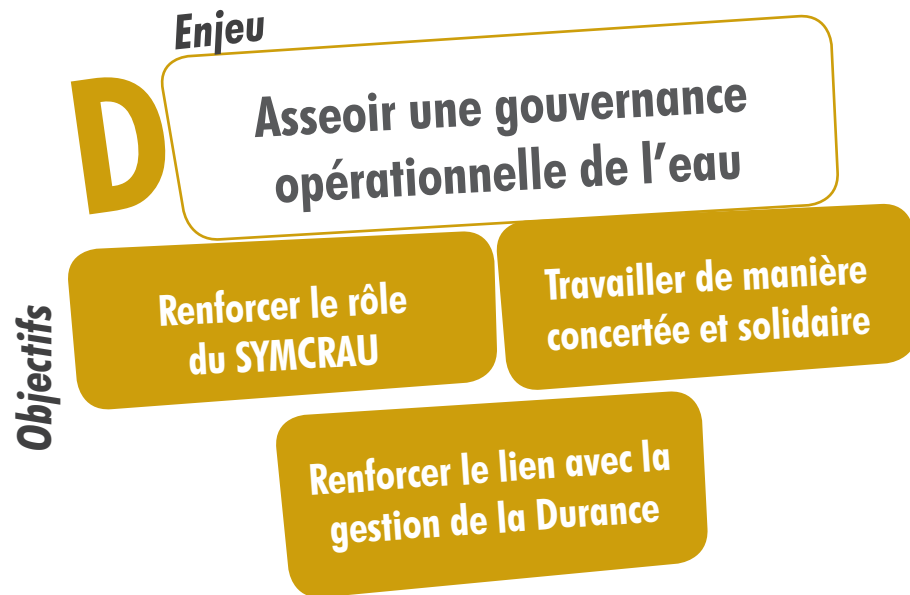 Enjeu
D
Asseoir une gouvernance
opérationnelle de l'eau
Objectifs
Renforcer le rôle
du SYMCRAU
Travailler de manière
concertée et solidaire
Renforcer le lien avec la
gestion de la Durance